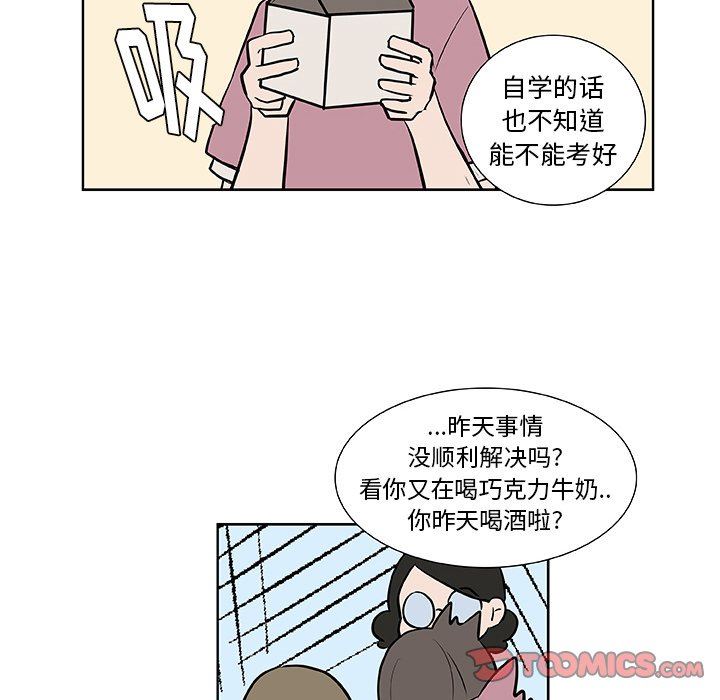 吸
自学的话
也不知道
能不能考好
...昨天事情
没顺利解决吗?
看你又在喝巧克力牛奶..
你昨天喝酒啦?
TOOMICS.COM